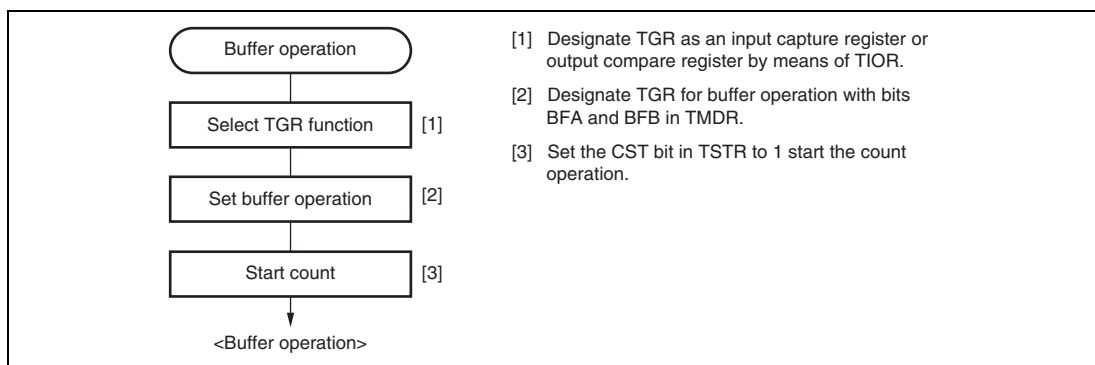 Buffer operation
Select TGR function
[1]
Set buffer operation
[2]
Start count
[3]
<Buffer operation>
[1] Designate TGR as an input capture register or
output compare register by means of TIOR.
[2] Designate TGR for buffer operation with bits
BFA and BFB in TMDR.
[3] Set the CST bit in TSTR to 1 start the count
operation.